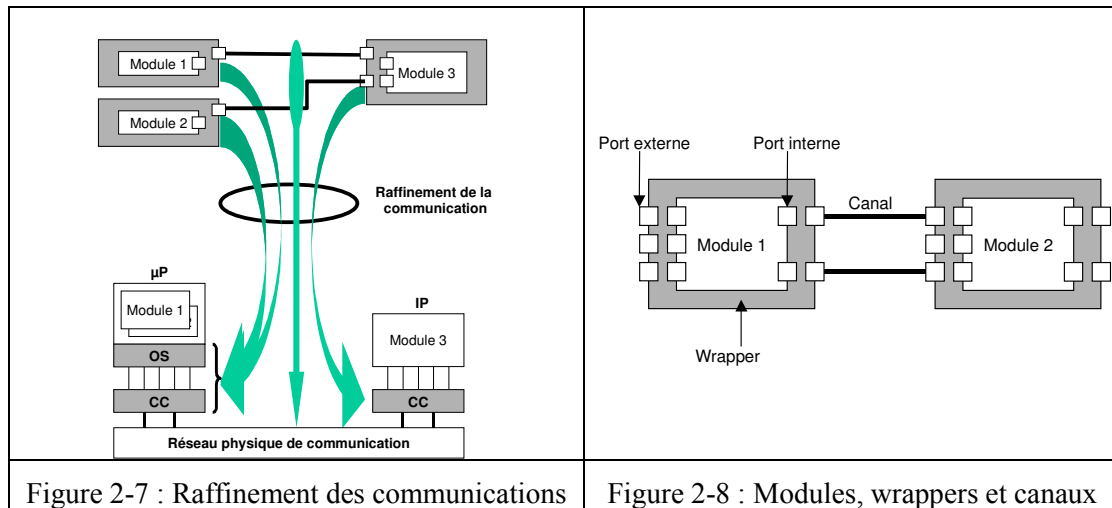 Module 1
Module 2
Module 3
Raffinement de la
communication
µP
Module 1
OS
CC
IP
Module 3
CC
Réseau physique de communication
Figure 2-7 : Raffinement des communications
Port externe
Port interne
Canal
Module 1
Module 2
Wrapper
Figure 2-8 : Modules, wrappers et canaux